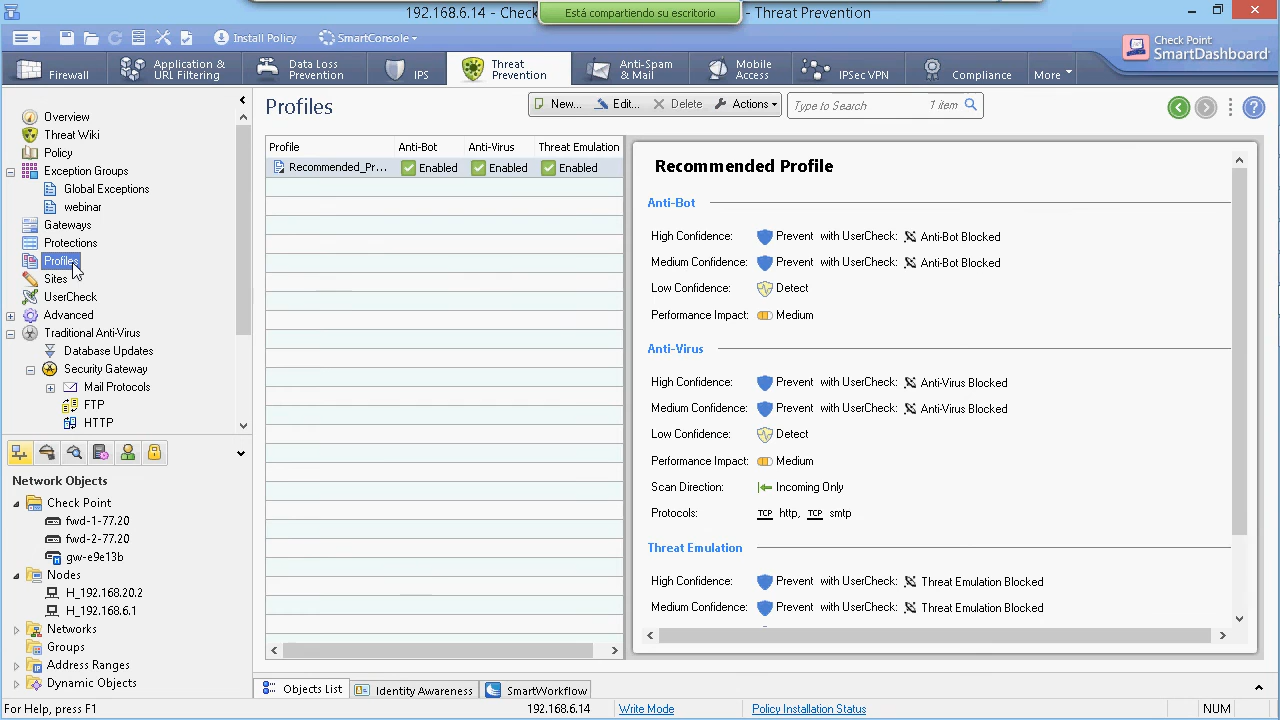 192.168.6.14 - Check
Está compartiendo su escritorio
- Threat Prevention
Install Policy
SmartConsole
Check Point
SmartDashboard
Firewall
Application &
URL Filtering
Data Loss
Prevention
IPS
Threat
Prevention
Anti-Spam
& Mail
Mobile
Access
IPSec VPN
Compliance
More
Overview
Threat Wiki
Policy
Exception Groups
Global Exceptions
webinar
Gateways
Protections
Profiles
Sites
UserCheck
Advanced
Traditional Anti-Virus
Database Updates
Security Gateway
Mail Protocols
FTP
HTTP
Network Objects
Check Point
fwd-1-77.20
fwd-2-77.20
gw-e9e13b
Nodes
H_192.168.20.2
H_192.168.6.1
Networks
Groups
Address Ranges
Dynamic Objects
Profiles
New... Edit... Delete Actions
Type to Search 1 item
Profile Anti-Bot Anti-Virus Threat Emulation
Recommended_Pr... Enabled Enabled Enabled
Recommended Profile
Anti-Bot
High Confidence: Prevent with UserCheck: Anti-Bot Blocked
Medium Confidence: Prevent with UserCheck: Anti-Bot Blocked
Low Confidence: Detect
Performance Impact: Medium
Anti-Virus
High Confidence: Prevent with UserCheck: Anti-Virus Blocked
Medium Confidence: Prevent with UserCheck: Anti-Virus Blocked
Low Confidence: Detect
Performance Impact: Medium
Scan Direction: Incoming Only
Protocols: TCP http, TCP smtp
Threat Emulation
High Confidence: Prevent with UserCheck: Threat Emulation Blocked
Medium Confidence: Prevent with UserCheck: Threat Emulation Blocked
Objects List
Identity Awareness
SmartWorkflow
For Help, press F1
192.168.6.14
Write Mode
Policy Installation Status
NUM